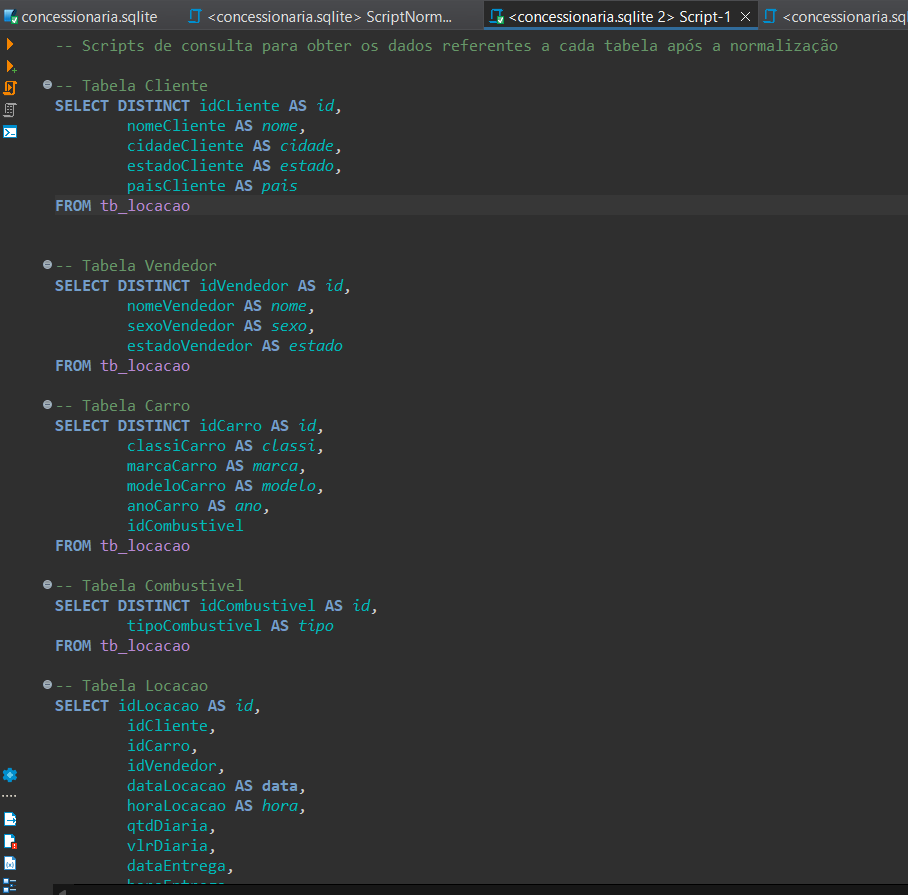 concessionaria.sqlite
<concessionaria.sqlite> ScriptNorm...
<concessionaria.sqlite 2> Script-1
<concessionaria.sql
-- Scripts de consulta para obter os dados referentes a cada tabela após a normalização
-- Tabela Cliente
SELECT DISTINCT idCLiente AS id,
nomeCliente AS nome,
cidadeCliente AS cidade,
estadoCliente AS estado,
paisCliente AS pais
FROM tb_locacao
-- Tabela Vendedor
SELECT DISTINCT idVendedor AS id,
nomeVendedor AS nome,
sexoVendedor AS sexo,
estadoVendedor AS estado
FROM tb_locacao
-- Tabela Carro
SELECT DISTINCT idCarro AS id,
classiCarro AS classi,
marcaCarro AS marca,
modeloCarro AS modelo,
anoCarro AS ano,
idCombustivel
FROM tb_locacao
-- Tabela Combustivel
SELECT DISTINCT idCombustivel AS id,
tipoCombustivel AS tipo
FROM tb_locacao
-- Tabela Locacao
SELECT idLocacao AS id,
idCliente,
idCarro,
idVendedor,
dataLocacao AS data,
horaLocacao AS hora,
qtdDiaria,
vlrDiaria,
dataEntrega,